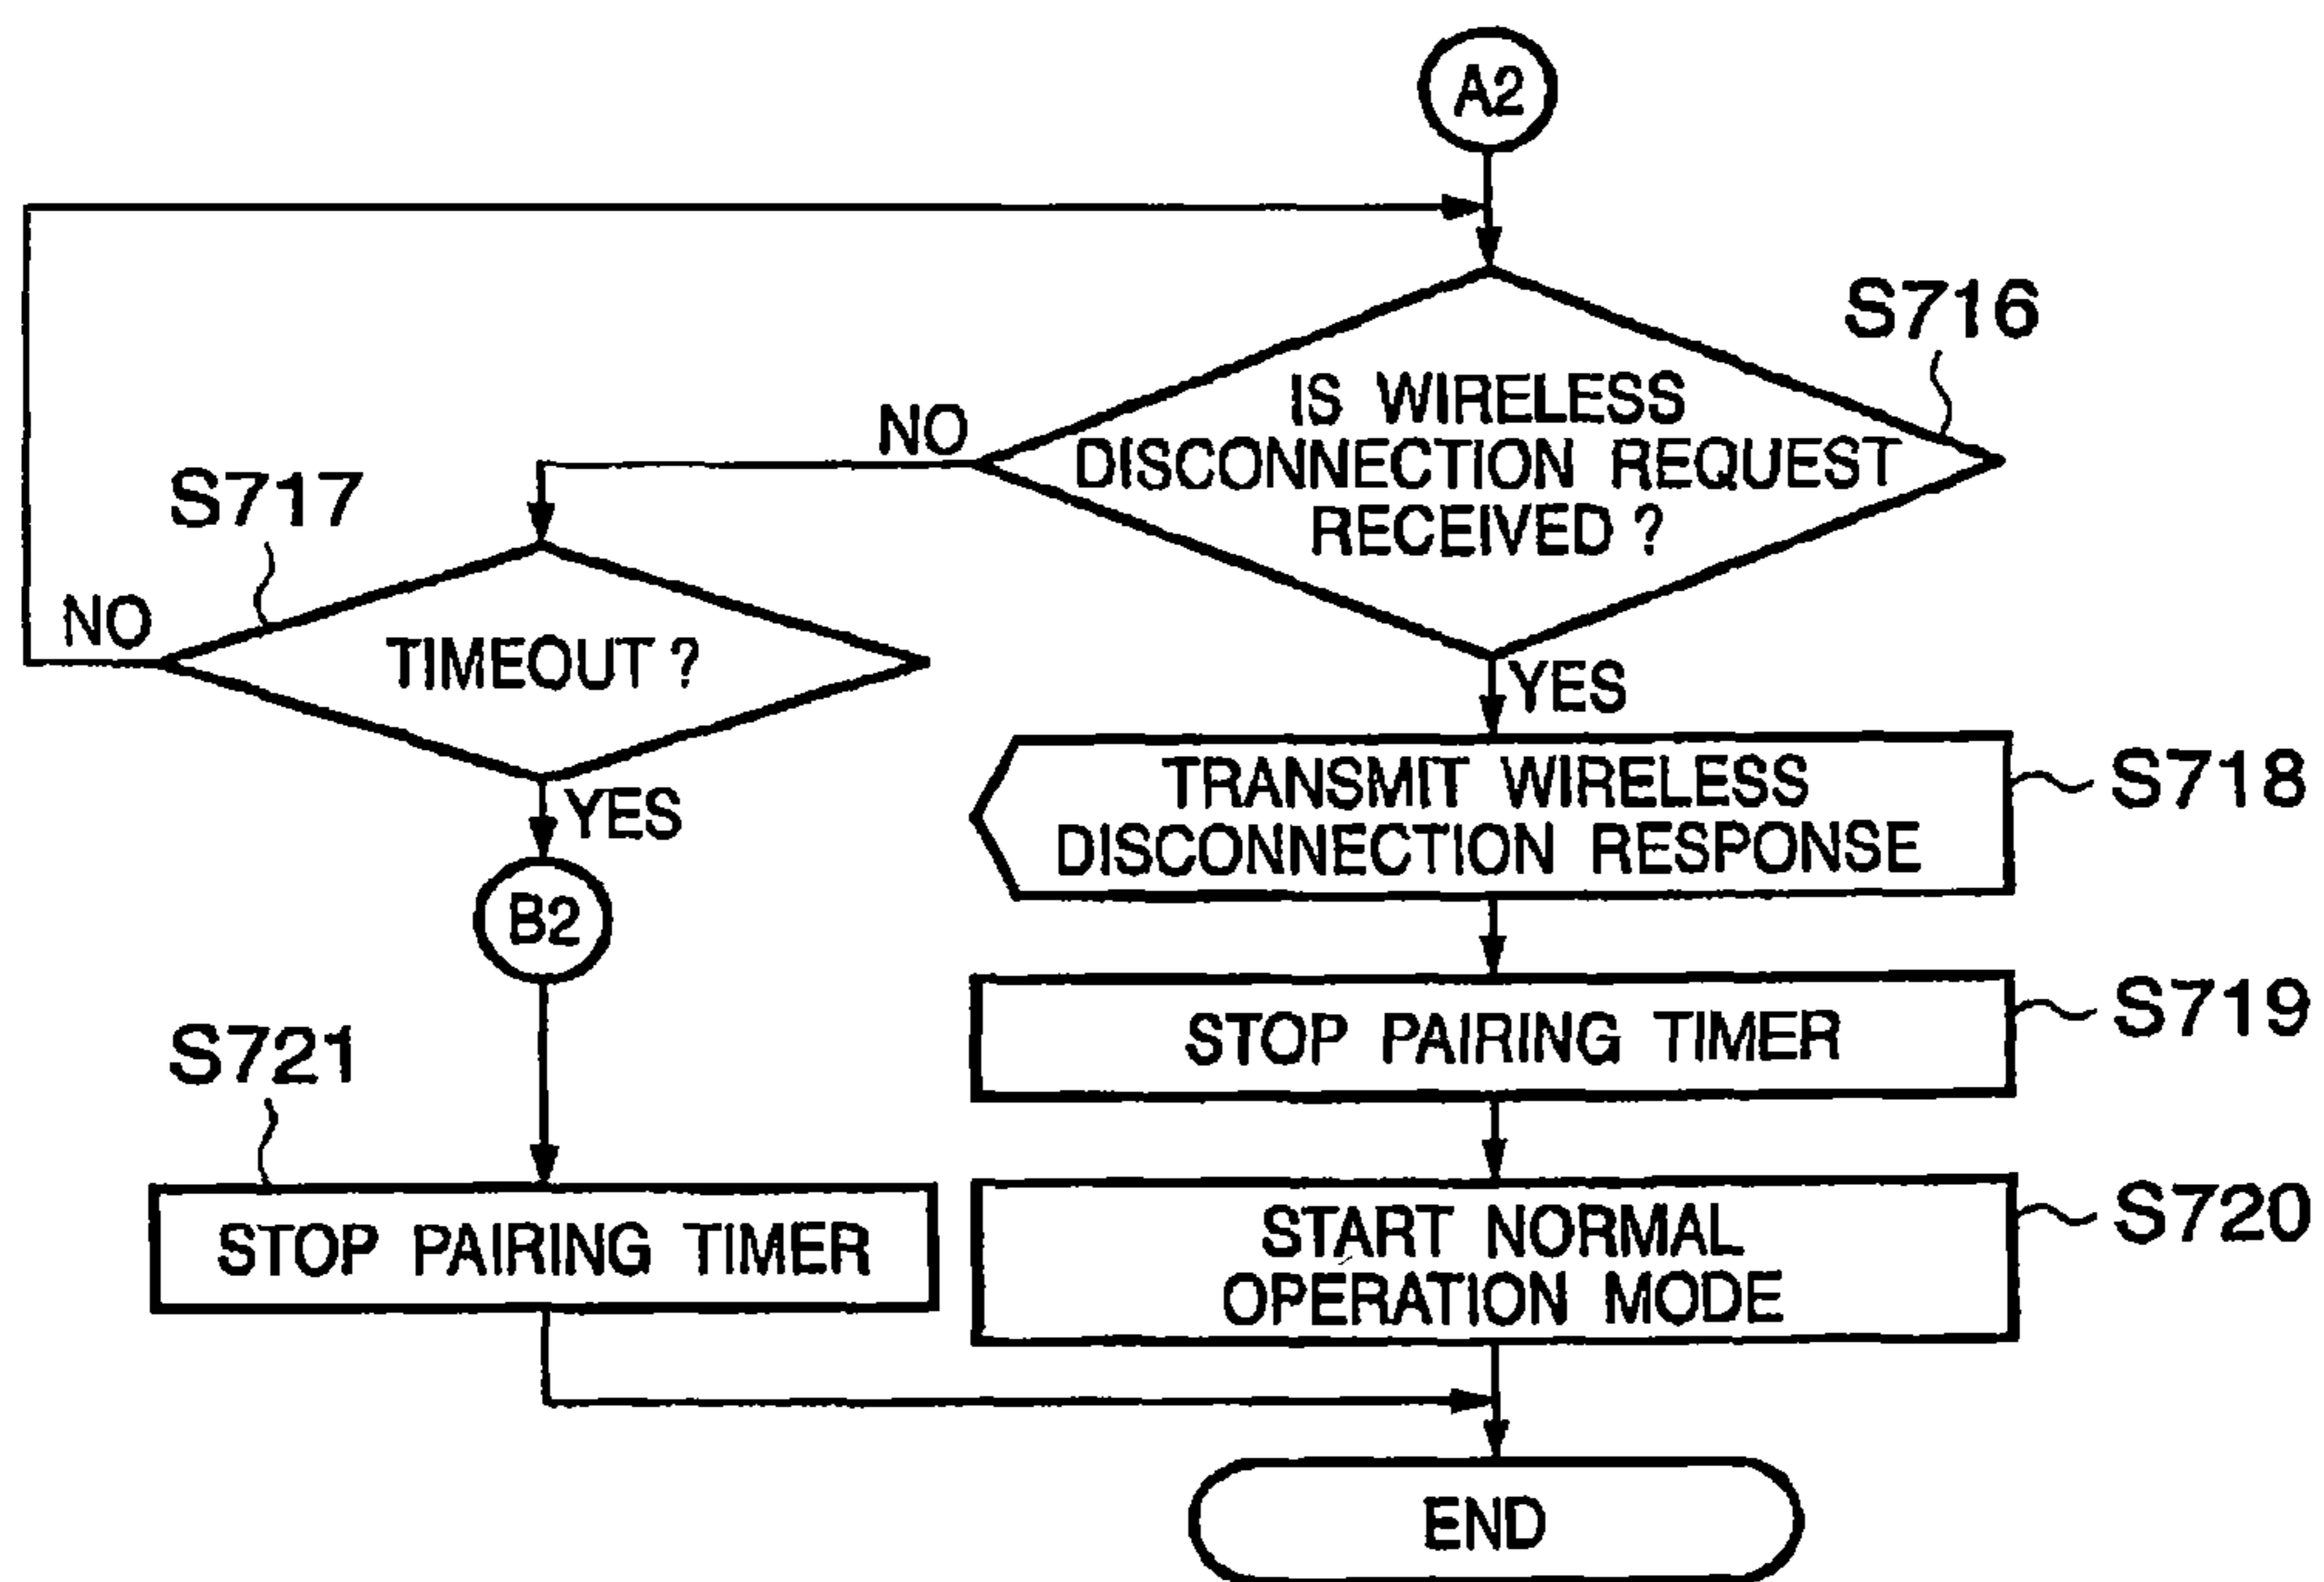 A2
S716
IS WIRELESS
DISCONNECTION REQUEST
RECEIVED ?
NO
S717
NO
TIMEOUT ?
YES
YES
TRANSMIT WIRELESS
DISCONNECTION RESPONSE
S718
B2
STOP PAIRING TIMER
S719
S721
STOP PAIRING TIMER
START NORMAL
OPERATION MODE
S720
END